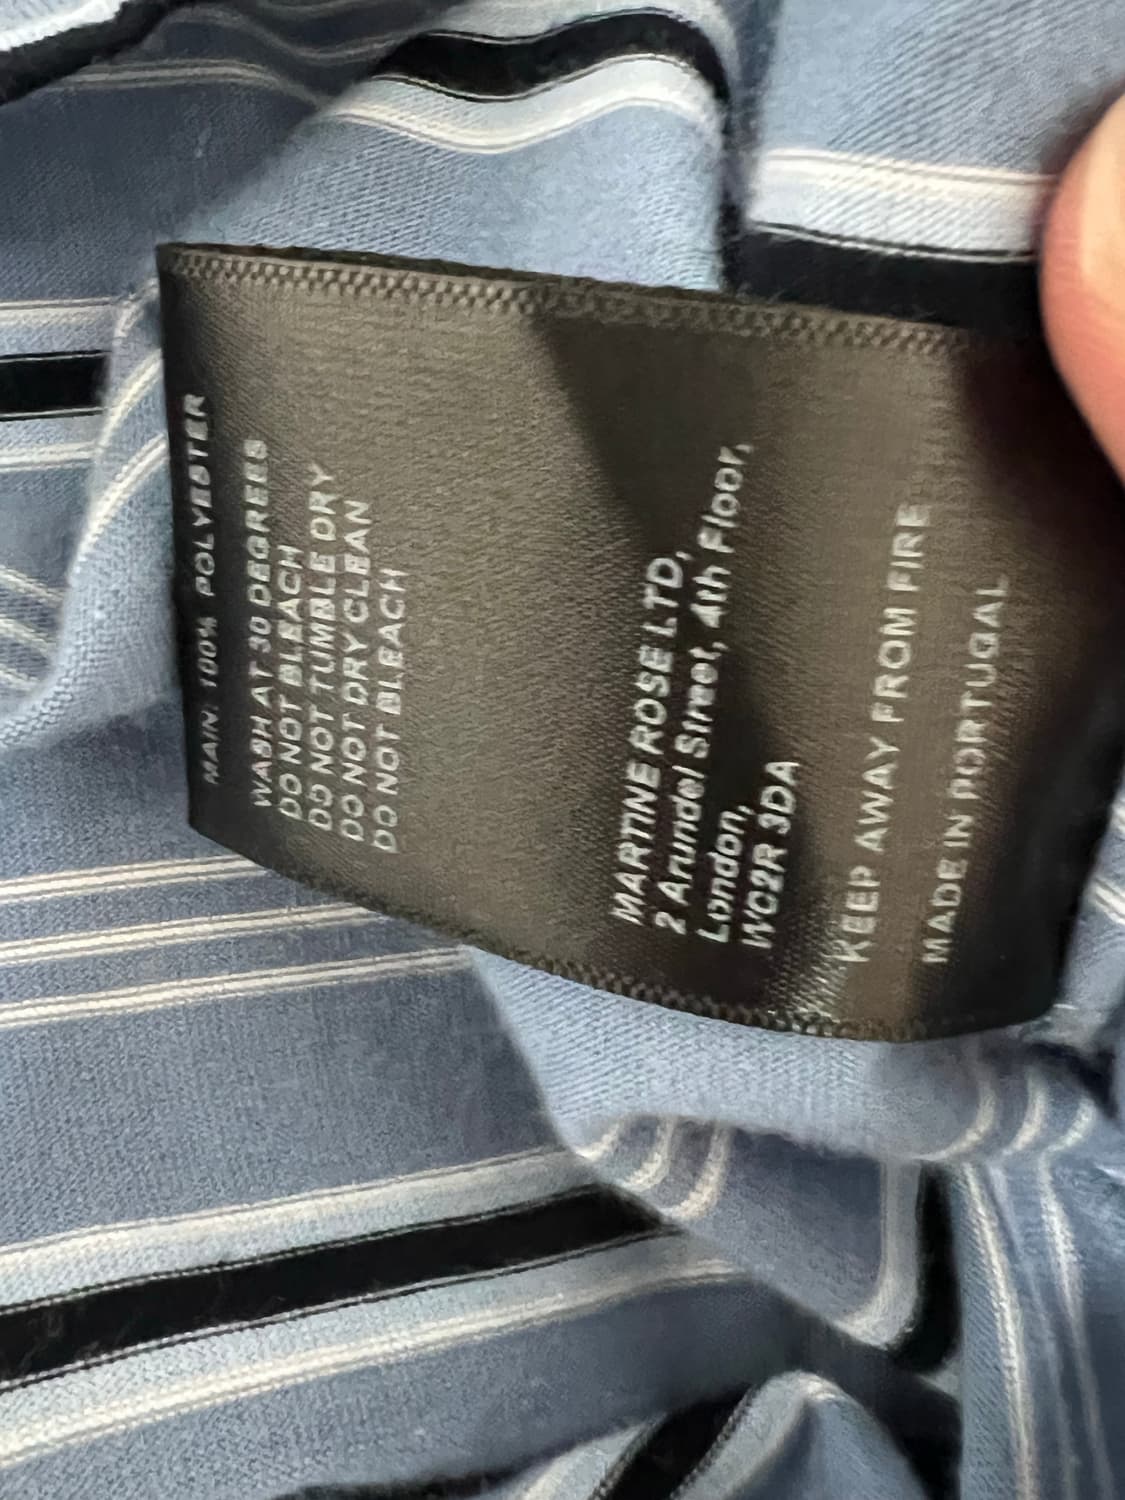 MAIN: 100% POLYESTER
WASH AT 30 DEGREES
DO NOT BLEACH
DO NOT TUMBLE DRY
DO NOT DRY CLEAN
DO NOT BLEACH
MARTINE ROSE LTD,
2 Arundel Street, 4th Floor,
London,
WO2R 3DA
KEEP AWAY FROM FIRE
MADE IN PORTUGAL